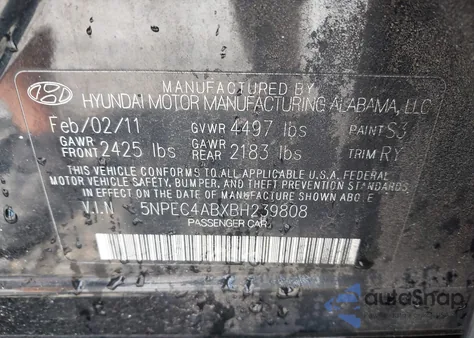 MANUFACTURED BY
HYUNDAI MOTOR MANUFACTURING ALABAMA, LLC
Feb/02/11 GVWR 4497 lbs PAINT S3
GAWR FRONT 2425 lbs GAWR REAR 2183 lbs TRIM RY
THIS VEHICLE CONFORMS TO ALL APPLICABLE U.S.A. FEDERAL
MOTOR VEHICLE SAFETY, BUMPER, AND THEFT PREVENTION STANDARDS
IN EFFECT ON THE DATE OF MANUFACTURE SHOWN ABOVE.
V.I.N 5NPEC4ABXBH239808
PASSENGER CAR
autoShap